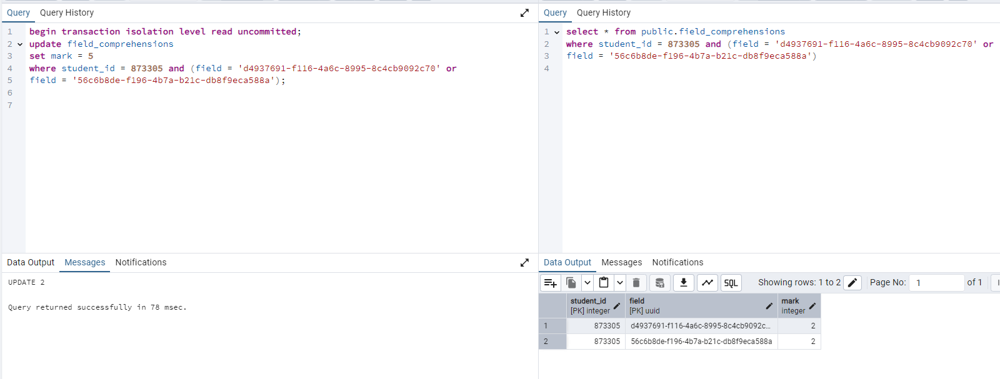 Query Query History
1 begin transaction isolation level read uncommitted;
2 update field_comprehensions
3 set mark = 5
4 where student_id = 873305 and (field = 'd4937691-f116-4a6c-8995-8c4cb9092c70' or
5 field = '56c6b8de-f196-4b7a-b21c-db8f9eca588a');
6
7
Data Output Messages Notifications
UPDATE 2
Query returned successfully in 78 msec.
Query Query History
1 select * from public.field_comprehensions
2 where student_id = 873305 and (field = 'd4937691-f116-4a6c-8995-8c4cb9092c70' or
3 field = '56c6b8de-f196-4b7a-b21c-db8f9eca588a')
4
Data Output Messages Notifications
SQL Showing rows: 1 to 2 Page No: 1 of 1
student_id field mark
[PK] integer [PK] uuid integer
1 873305 d4937691-f116-4a6c-8995-8c4cb9092c... 2
2 873305 56c6b8de-f196-4b7a-b21c-db8f9eca588a 2